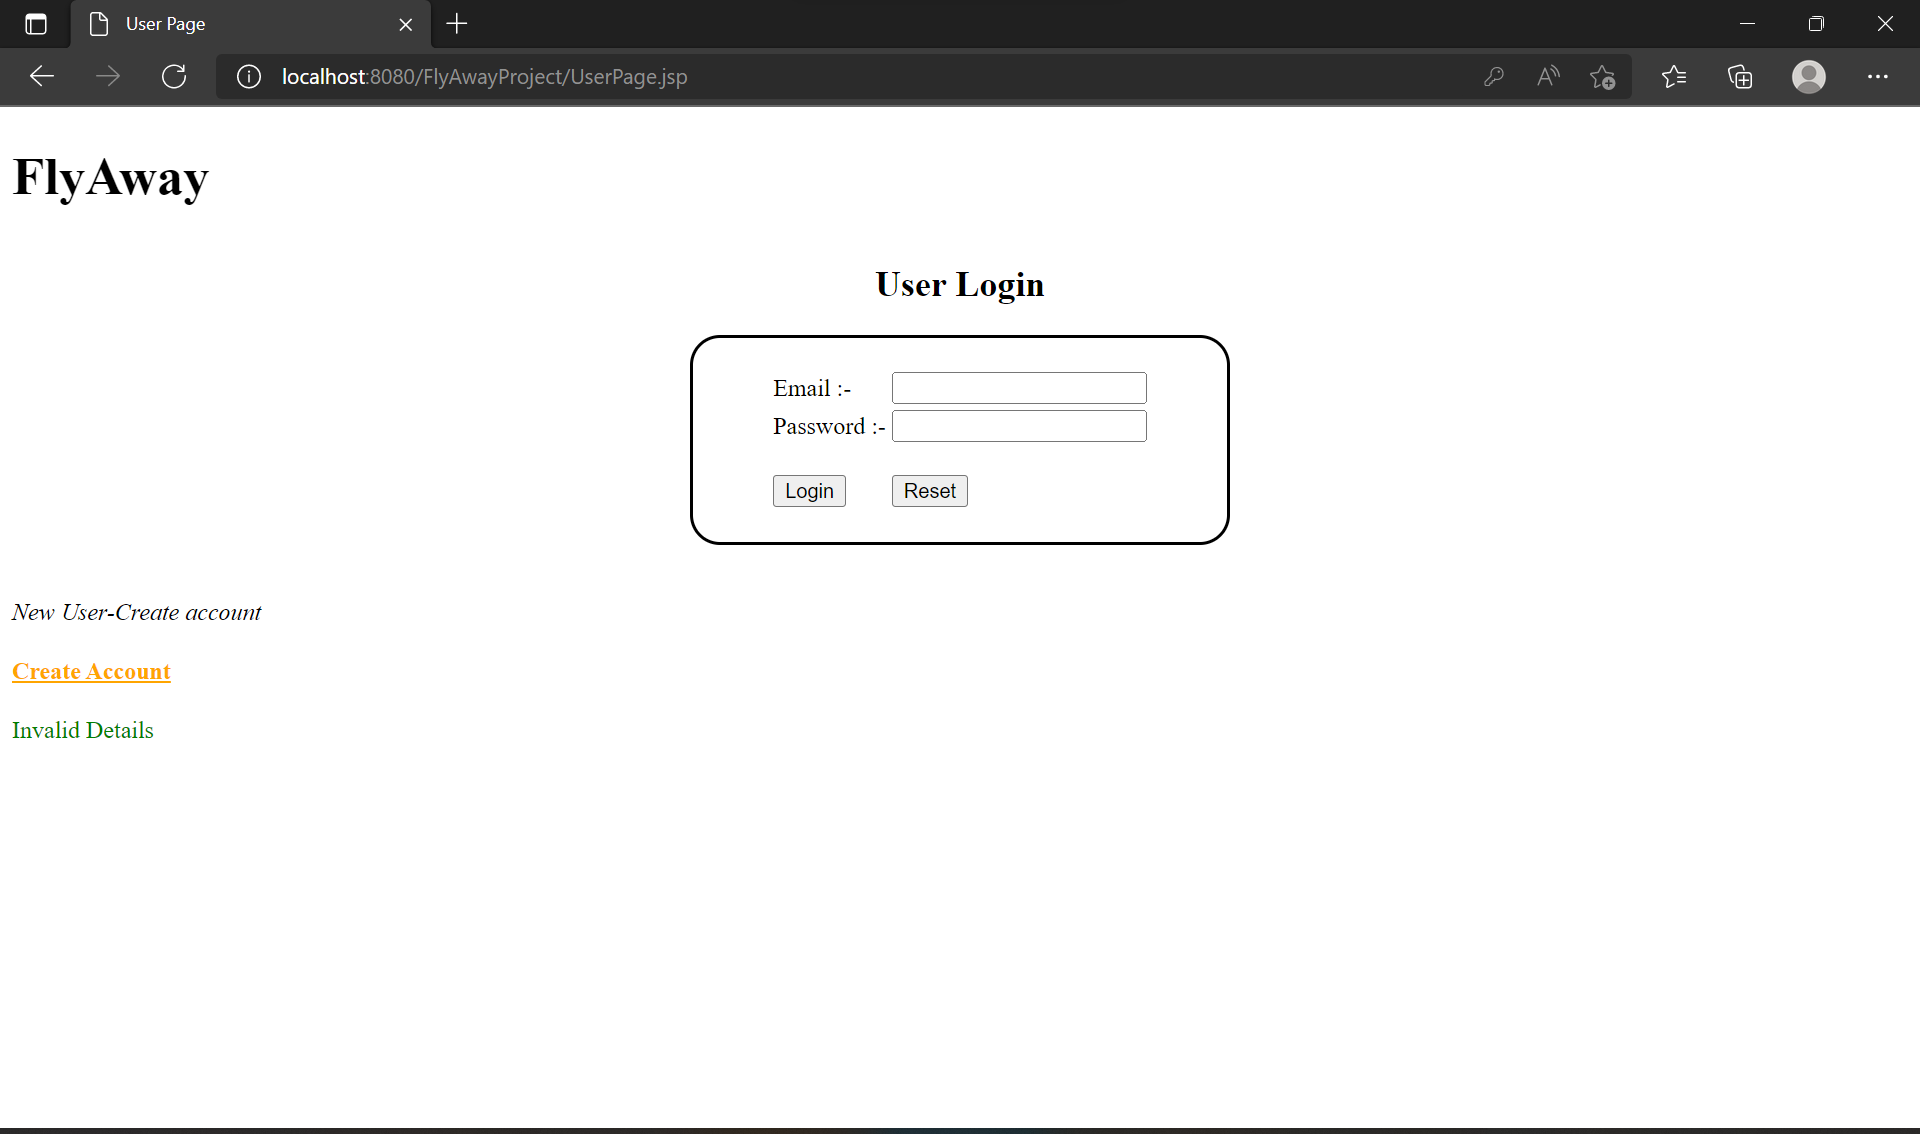 User Page
localhost:8080/FlyAwayProject/UserPage.jsp
FlyAway
User Login
Email :-
Password :-
Login Reset
New User-Create account
Create Account
Invalid Details